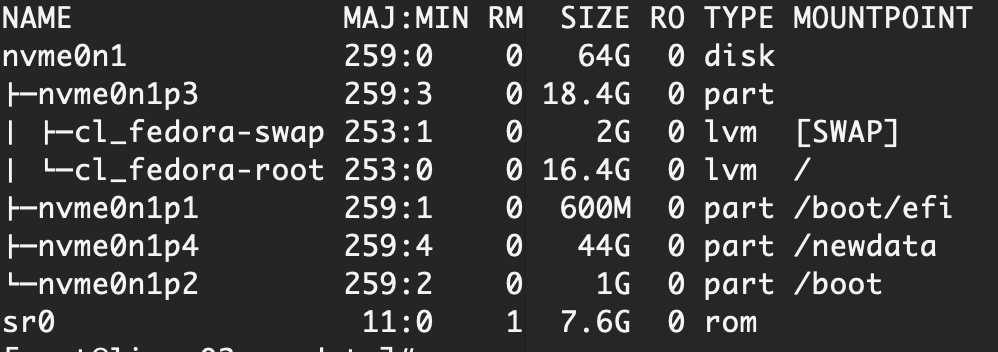 NAME                MAJ:MIN RM   SIZE RO TYPE MOUNTPOINT
nvme0n1             259:0    0    64G  0 disk
├─nvme0n1p3         259:3    0  18.4G  0 part
| ├─cl_fedora-swap  253:1    0     2G  0 lvm  [SWAP]
| └─cl_fedora-root  253:0    0  16.4G  0 lvm  /
├─nvme0n1p1         259:1    0   600M  0 part /boot/efi
├─nvme0n1p4         259:4    0    44G  0 part /newdata
└─nvme0n1p2         259:2    0     1G  0 part /boot
sr0                  11:0    1   7.6G  0 rom